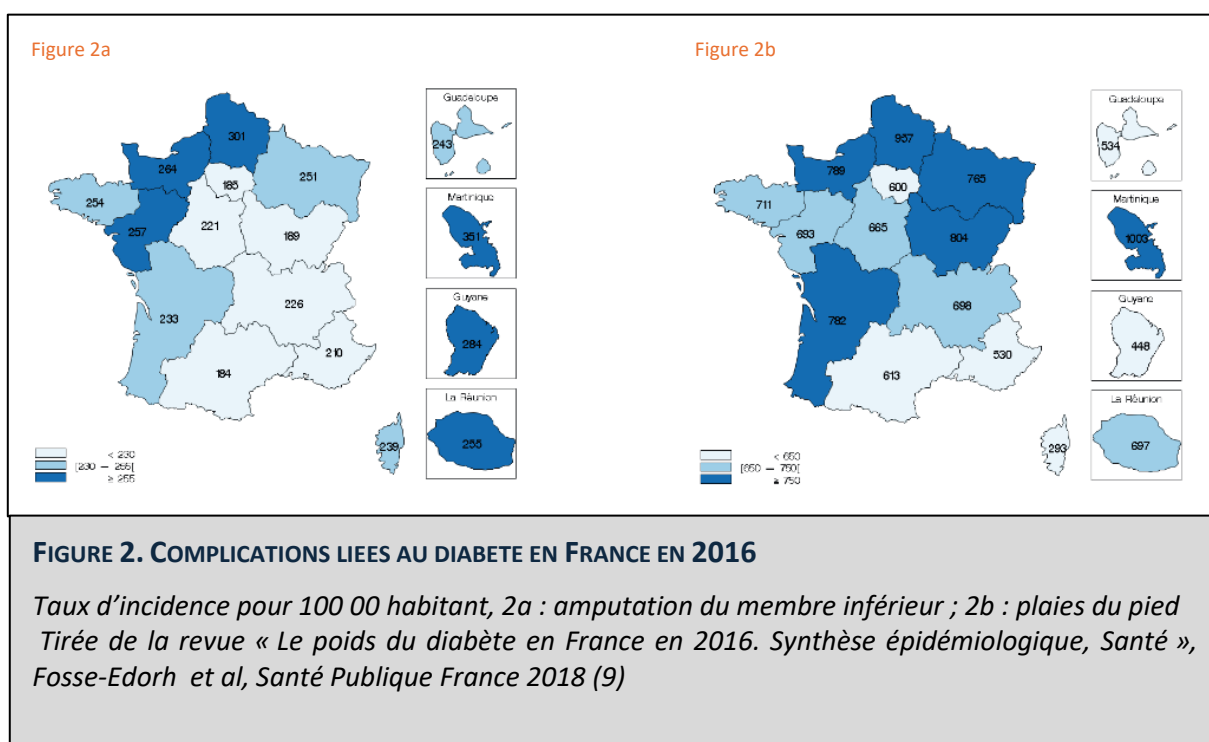 Figure 2a
Guadeloupe
301
243
264
185
251
254
Martinique
257
221
189
351
Guyane
226
233
284
210
184
La Réunion
239
255
< 230
[230 — 255[
≥ 255
Figure 2b
Guadeloupe
957
534
789
600
765
711
Martinique
693
665
804
1003
Guyane
698
782
448
530
613
La Réunion
293
697
< 650
[650 — 750[
≥ 750
FIGURE 2. COMPLICATIONS LIEES AU DIABETE EN FRANCE EN 2016
Taux d’incidence pour 100 00 habitant, 2a : amputation du membre inférieur ; 2b : plaies du pied
Tirée de la revue « Le poids du diabète en France en 2016. Synthèse épidémiologique, Santé »,
Fosse-Edorh et al, Santé Publique France 2018 (9)